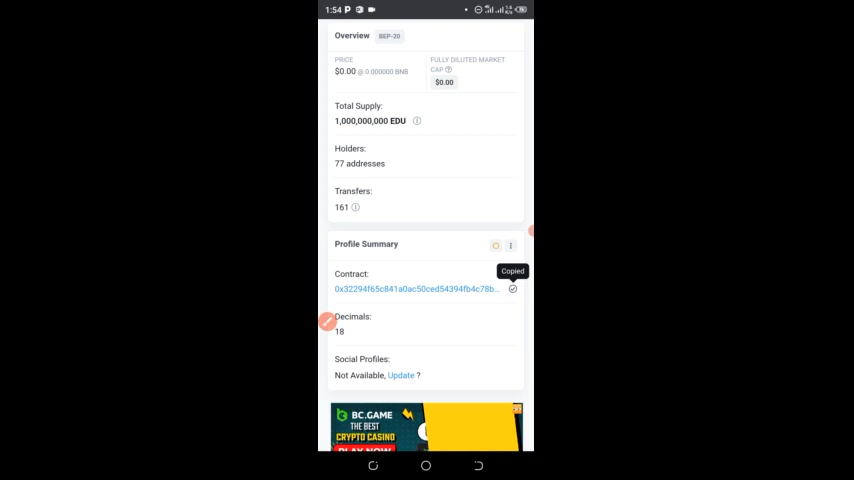 1:54
Overview BEP-20
PRICE
$0.00 @ 0.000000 BNB
FULLY DILUTED MARKET
CAP
$0.00
Total Supply:
1,000,000,000 EDU
Holders:
77 addresses
Transfers:
161
Profile Summary
Copied
Contract:
0x32294f65c841a0ac50ced54394fb4c78b...
Decimals:
18
Social Profiles:
Not Available, Update ?
BC.GAME
THE BEST
CRYPTO CASINO
PLAY NOW